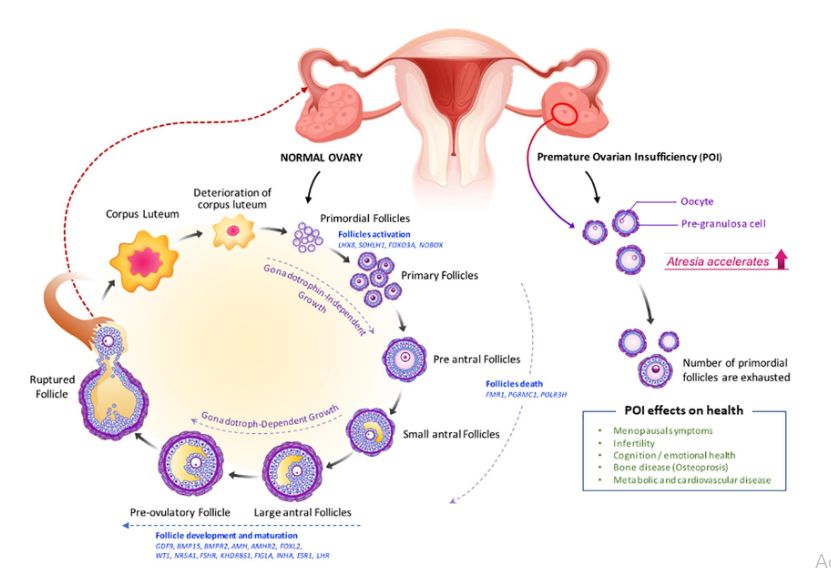 NORMAL OVARY
Premature Ovarian Insufficiency (POI)
Deterioration of
corpus luteum
Corpus Luteum
Primordial Follicles
Follicles activation
LHX8, SOHLH1, FOXO3A, NOBOX
Primary Follicles
Gonadotrophin-Independent
Growth
Pre antral Follicles
Follicles death
FMR1, PGRMC1, POLR3H
Ruptured
Follicle
Gonadotroph-Dependent Growth
Small antral Follicles
Pre-ovulatory Follicle
Large antral Follicles
Follicle development and maturation
GDF9, BMP15, BMPR2, AMH, AMHR2, FOXL2,
WT1, NR5A1, FSHR, KHDRBS1, FIGLA, INHA, ESR1, LHR
Oocyte
Pre-granulosa cell
Atresia accelerates
Number of primordial
follicles are exhausted
POI effects on health
• Menopausal symptoms
• Infertility
• Cognition / emotional health
• Bone disease (Osteoprosis)
• Metabolic and cardiovascular disease